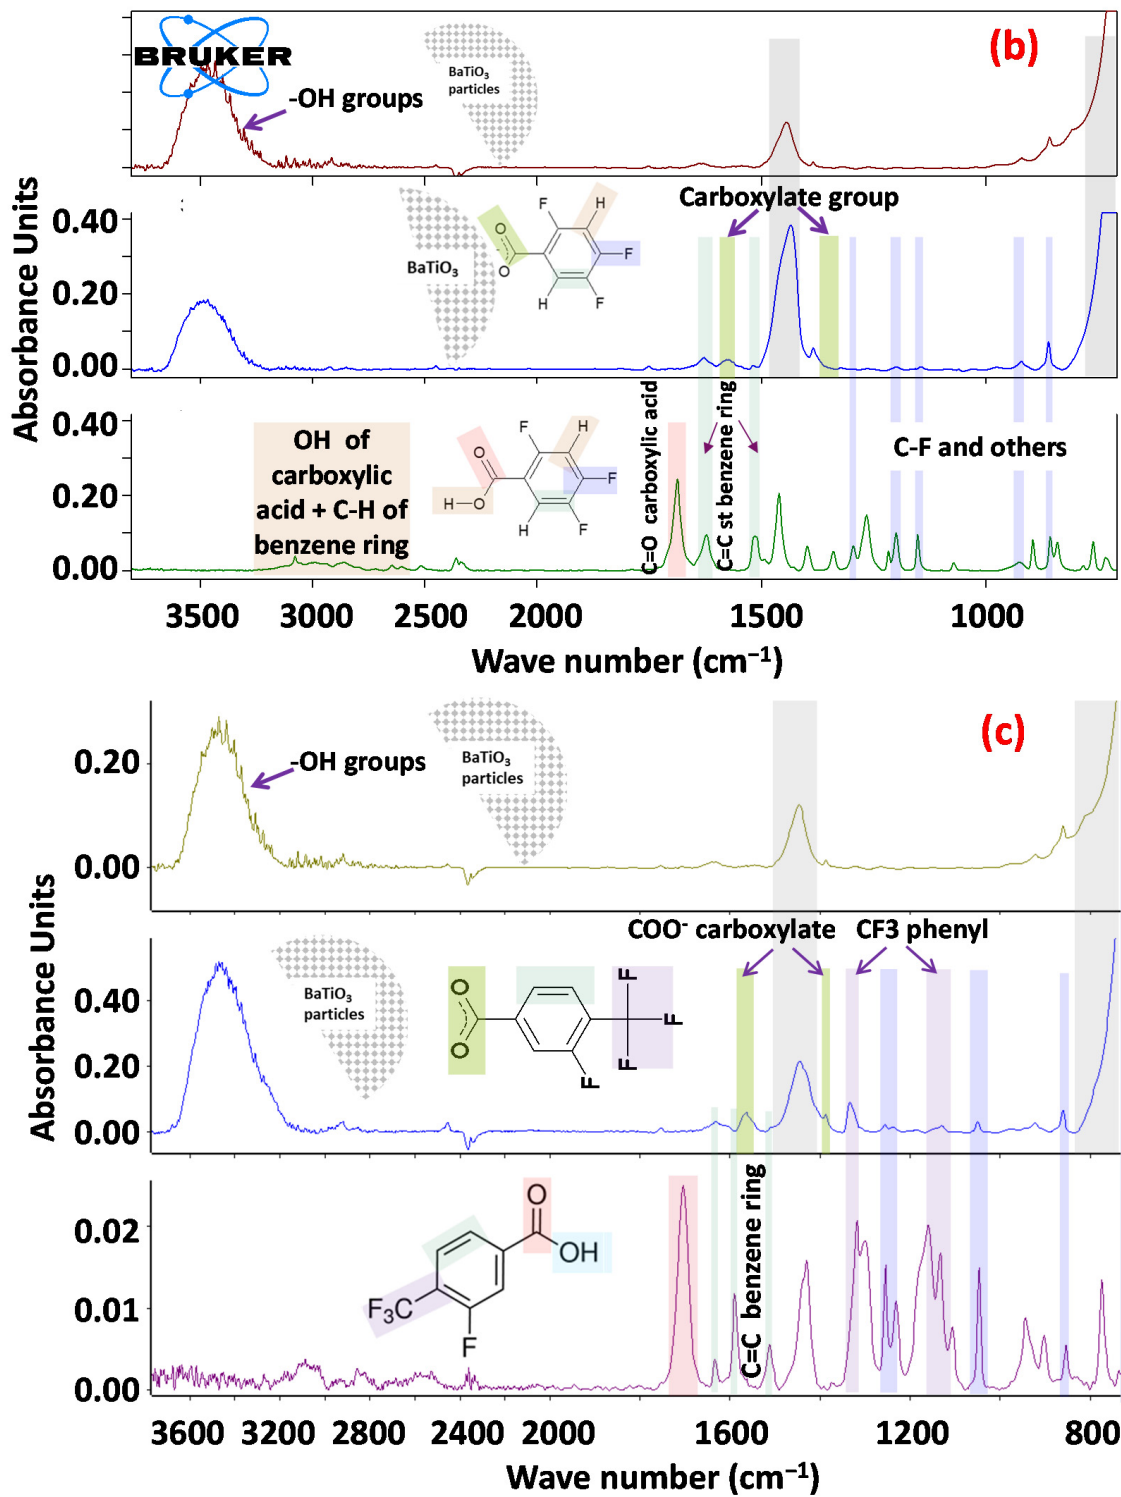 (b)
BRUKER
-OH groups
BaTiO3
particles
Absorbance Units
0.40
0.20
0.00
Carboxylate group
BaTiO3
O
O
F
H
F
F
H
0.40
0.20
0.00
OH of
carboxylic
acid + C-H of
benzene ring
O
H-O
F
H
F
F
H
C=O carboxylic acid
C=C st benzene ring
C-F and others
3500
3000
2500
2000
1500
1000
Wave number (cm−1)
(c)
-OH groups
BaTiO3
particles
0.20
0.00
Absorbance Units
COO- carboxylate
CF3 phenyl
BaTiO3
particles
O
O
F
F
F
F
0.40
0.20
0.00
O
OH
F3C
F
C=C benzene ring
0.02
0.01
0.00
3600
3200
2800
2400
2000
1600
1200
800
Wave number (cm−1)